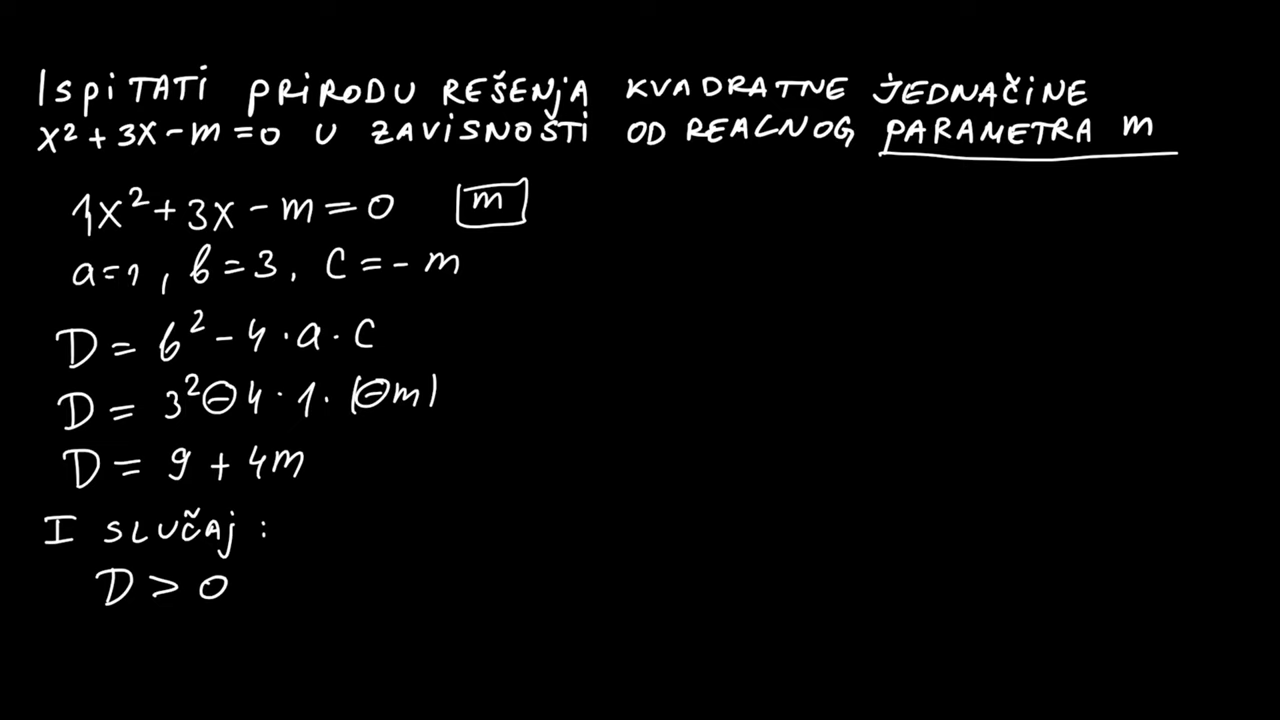 Ispitati prirodu rešenja kvadratne jednačine
x² + 3x - m = 0 u zavisnosti od realnog parametra m
1x² + 3x - m = 0 m
a = 1, b = 3, c = - m
D = b² - 4 · a · c
D = 3² - 4 · 1 · (-m)
D = 9 + 4m
I slučaj :
D > 0